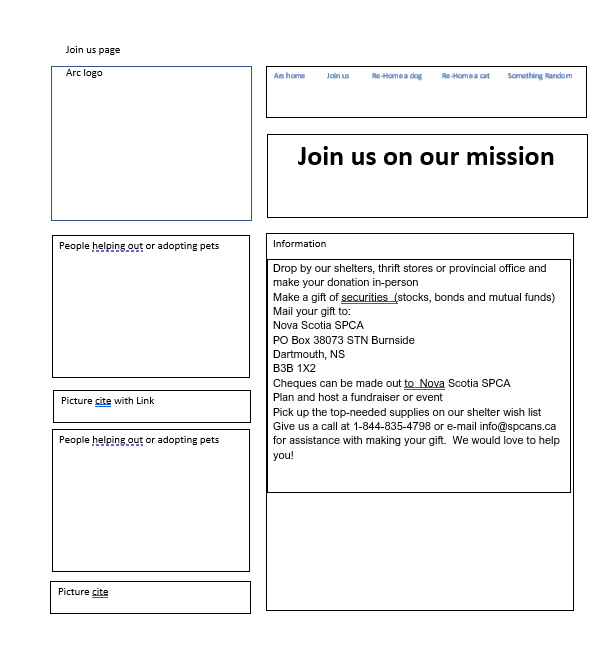 Join us page
Arc logo
Ars home Join us Re-Home a dog Re-Home a cat Something Random
Join us on our mission
People helping out or adopting pets
Picture cite with Link
People helping out or adopting pets
Picture cite
Information
Drop by our shelters, thrift stores or provincial office and
make your donation in-person
Make a gift of securities  (stocks, bonds and mutual funds)
Mail your gift to:
Nova Scotia SPCA
PO Box 38073 STN Burnside
Dartmouth, NS
B3B 1X2
Cheques can be made out to  Nova Scotia SPCA
Plan and host a fundraiser or event
Pick up the top-needed supplies on our shelter wish list
Give us a call at 1-844-835-4798 or e-mail info@spcans.ca
for assistance with making your gift.  We would love to help
you!